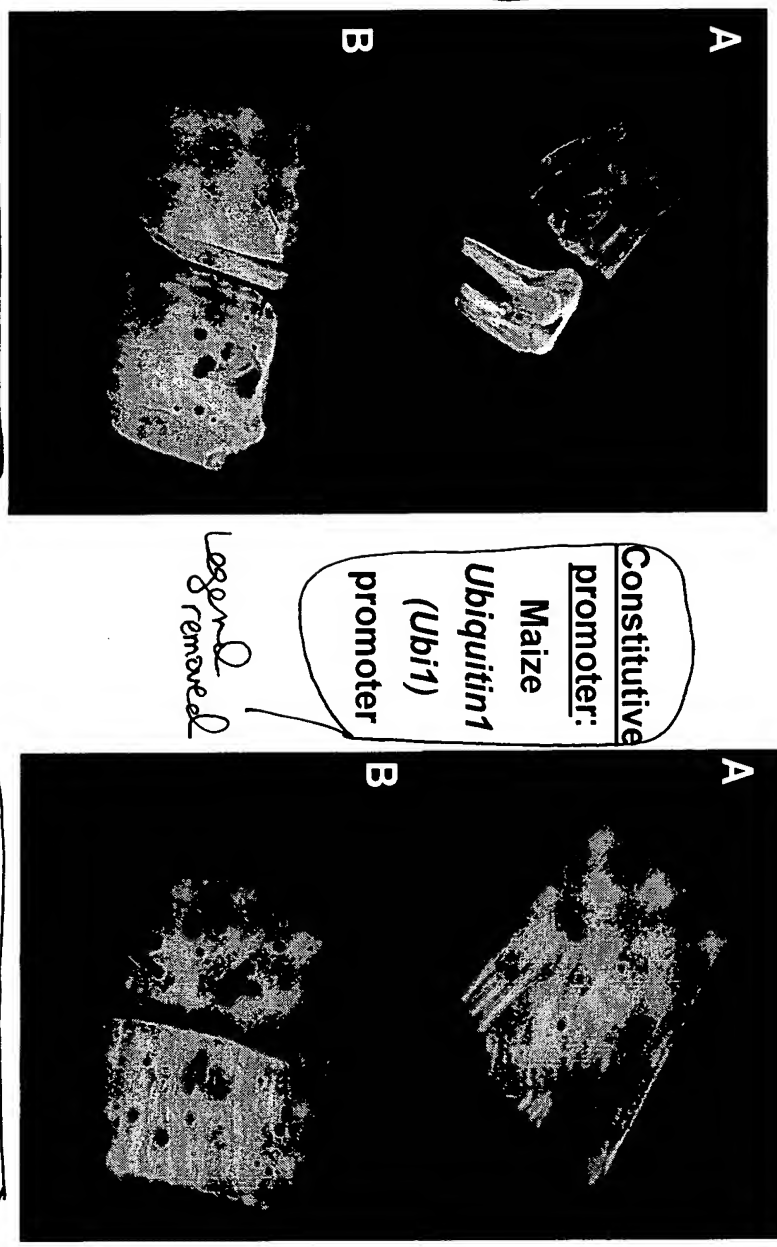 A
B
Constitutive
promoter:
Maize
Ubiquitin1
(Ubi1)
promoter
Legend
removed
A
B